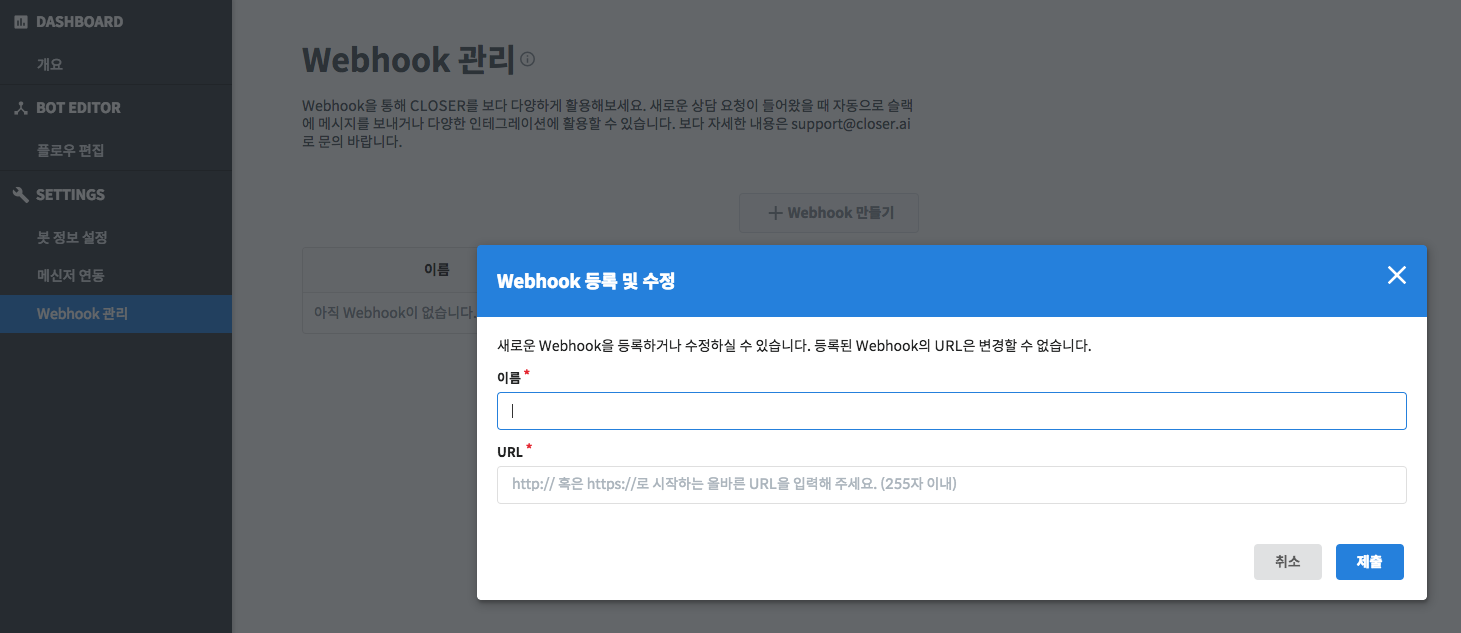 DASHBOARD
개요
BOT EDITOR
플로우 편집
SETTINGS
봇 정보 설정
메신저 연동
Webhook 관리
Webhook 관리
Webhook을 통해 CLOSER를 보다 다양하게 활용해보세요. 새로운 상담 요청이 들어왔을 때 자동으로 슬랙
에 메시지를 보내거나 다양한 인테그레이션에 활용할 수 있습니다. 보다 자세한 내용은 support@closer.ai
로 문의 바랍니다.
Webhook 만들기
이름
아직 Webhook이 없습니다.
Webhook 등록 및 수정
새로운 Webhook을 등록하거나 수정하실 수 있습니다. 등록된 Webhook의 URL은 변경할 수 없습니다.
이름 *
URL *
http:// 혹은 https://로 시작하는 올바른 URL을 입력해 주세요. (255자 이내)
취소
제출